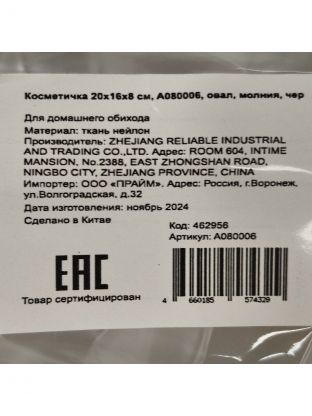 Косметичка 20х16х8 см, А080006, овал, молния, чер
Для домашнего обихода
Материал: ткань нейлон
Производитель: ZHEJIANG RELIABLE INDUSTRIAL
AND TRADING CO.,LTD. Адрес: ROOM 604, INTIME
MANSION, No.2388, EAST ZHONGSHAN ROAD,
NINGBO CITY, ZHEJIANG PROVINCE, CHINA
Импортер: ООО «ПРАЙМ». Адрес: Россия, г.Воронеж,
ул.Волгоградская, д.32
Дата изготовления: ноябрь 2024
Сделано в Китае
Код: 462956
Артикул: А080006
ЕАС
Товар сертифицирован
4 660185 574329